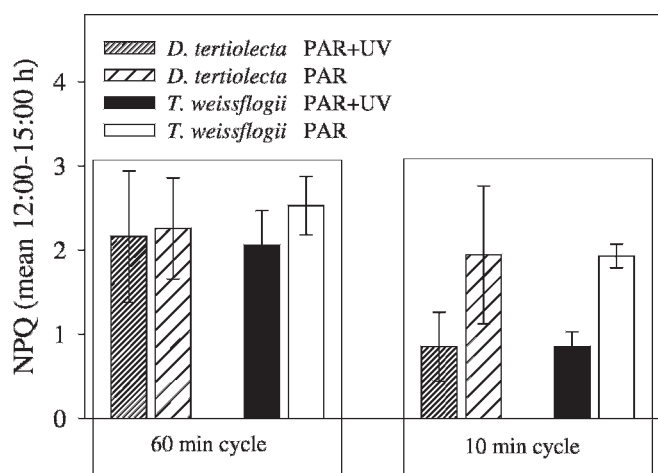 NPQ (mean 12:00-15:00 h)
4
3
2
1
0
D. tertiolecta PAR+UV
D. tertiolecta PAR
T. weissflogii PAR+UV
T. weissflogii PAR
60 min cycle
10 min cycle